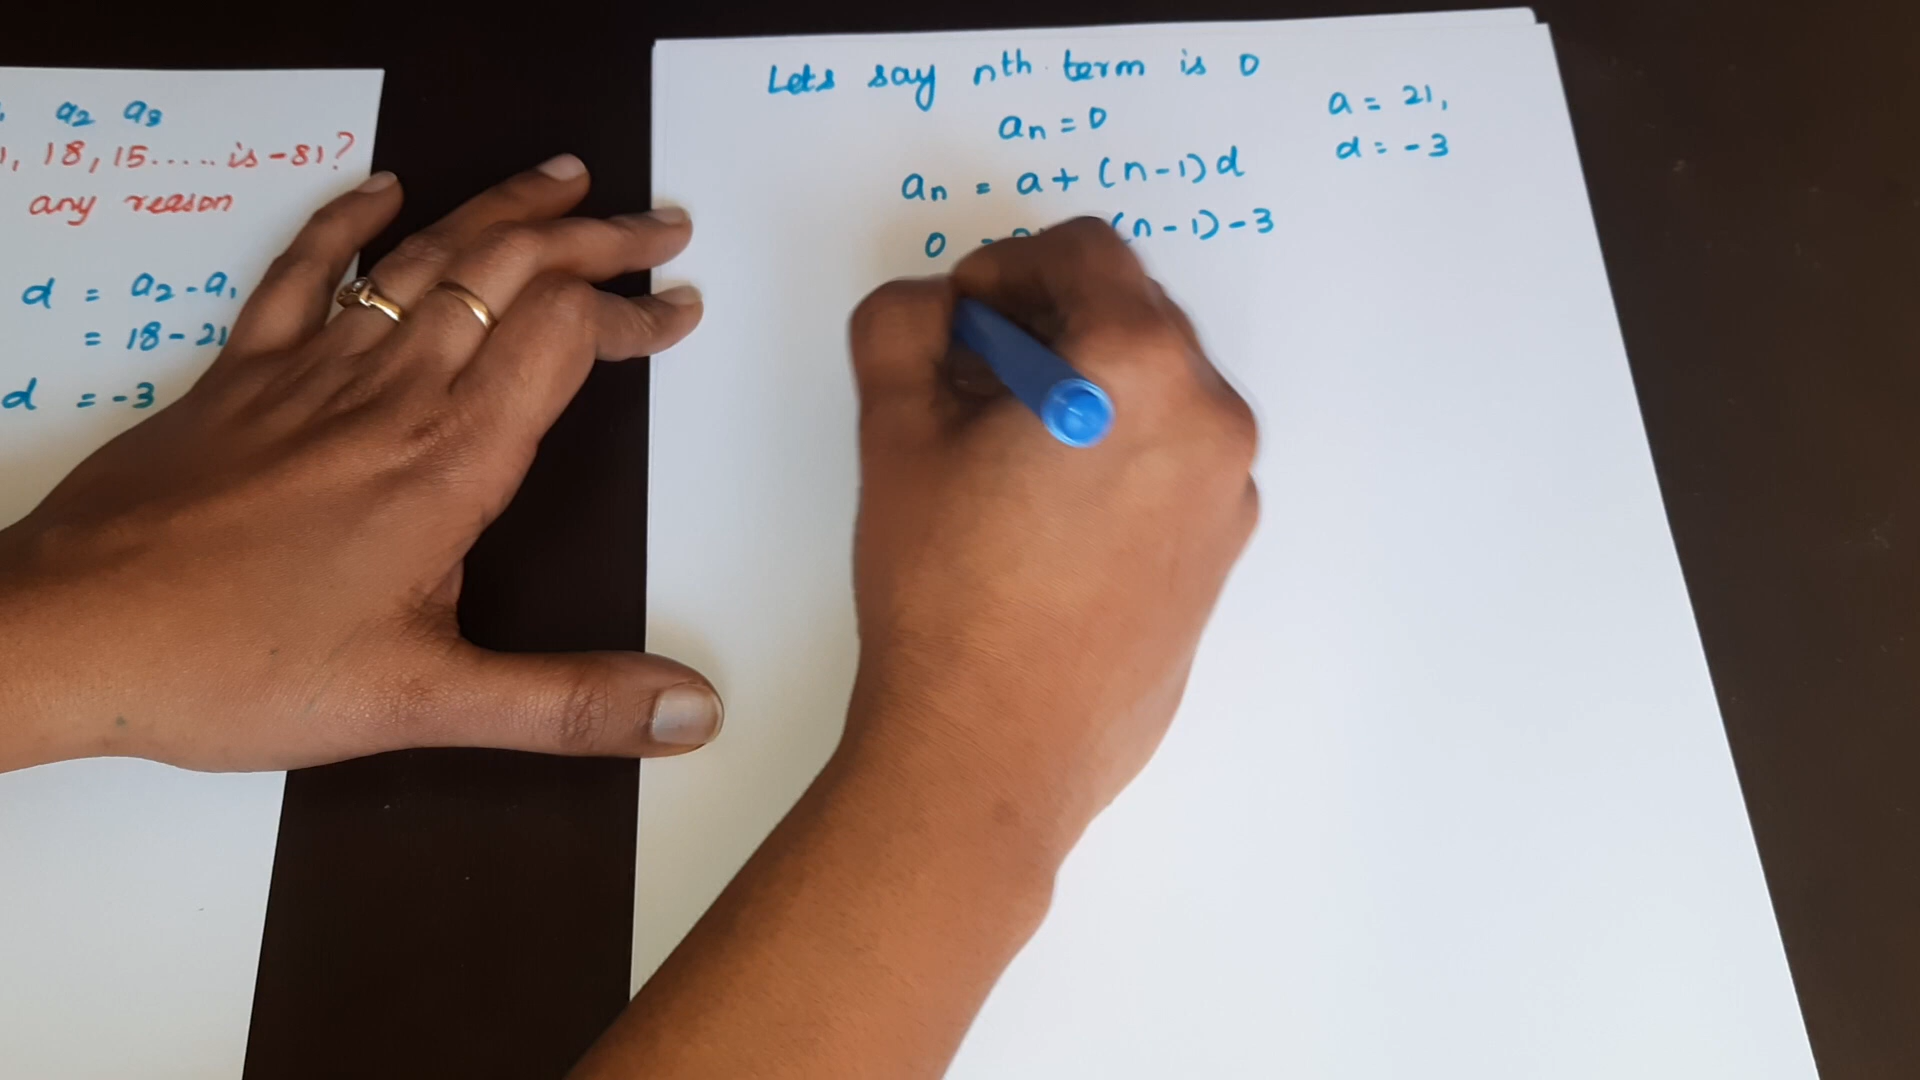 a2 a3
, 18, 15..... is -81?
any reason
d = a2 - a1
= 18 - 21
d = -3
Lets say nth term is 0
an = 0
an = a + (n-1) d
0 = (n-1) -3
a = 21,
d = -3